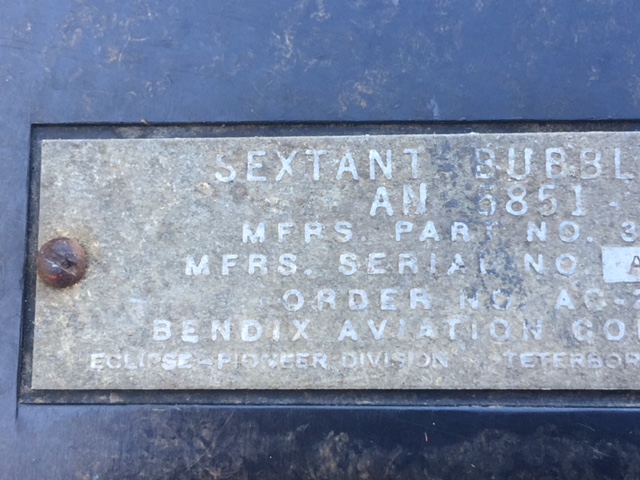 SEXTANT-BUBBL
AN 5851-
MFRS. PART NO. 3
MFRS. SERIAL NO. A
ORDER NO. AC-
BENDIX AVIATION CO
ECLIPSE-PIONEER DIVISION TETERBOR